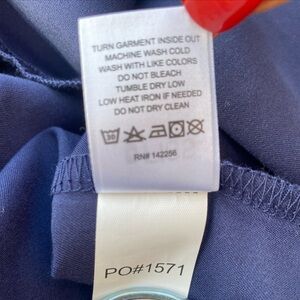 TURN GARMENT INSIDE OUT
MACHINE WASH COLD
WASH WITH LIKE COLORS
DO NOT BLEACH
TUMBLE DRY LOW
LOW HEAT IRON IF NEEDED
DO NOT DRY CLEAN
30
RN# 142256
PO#1571